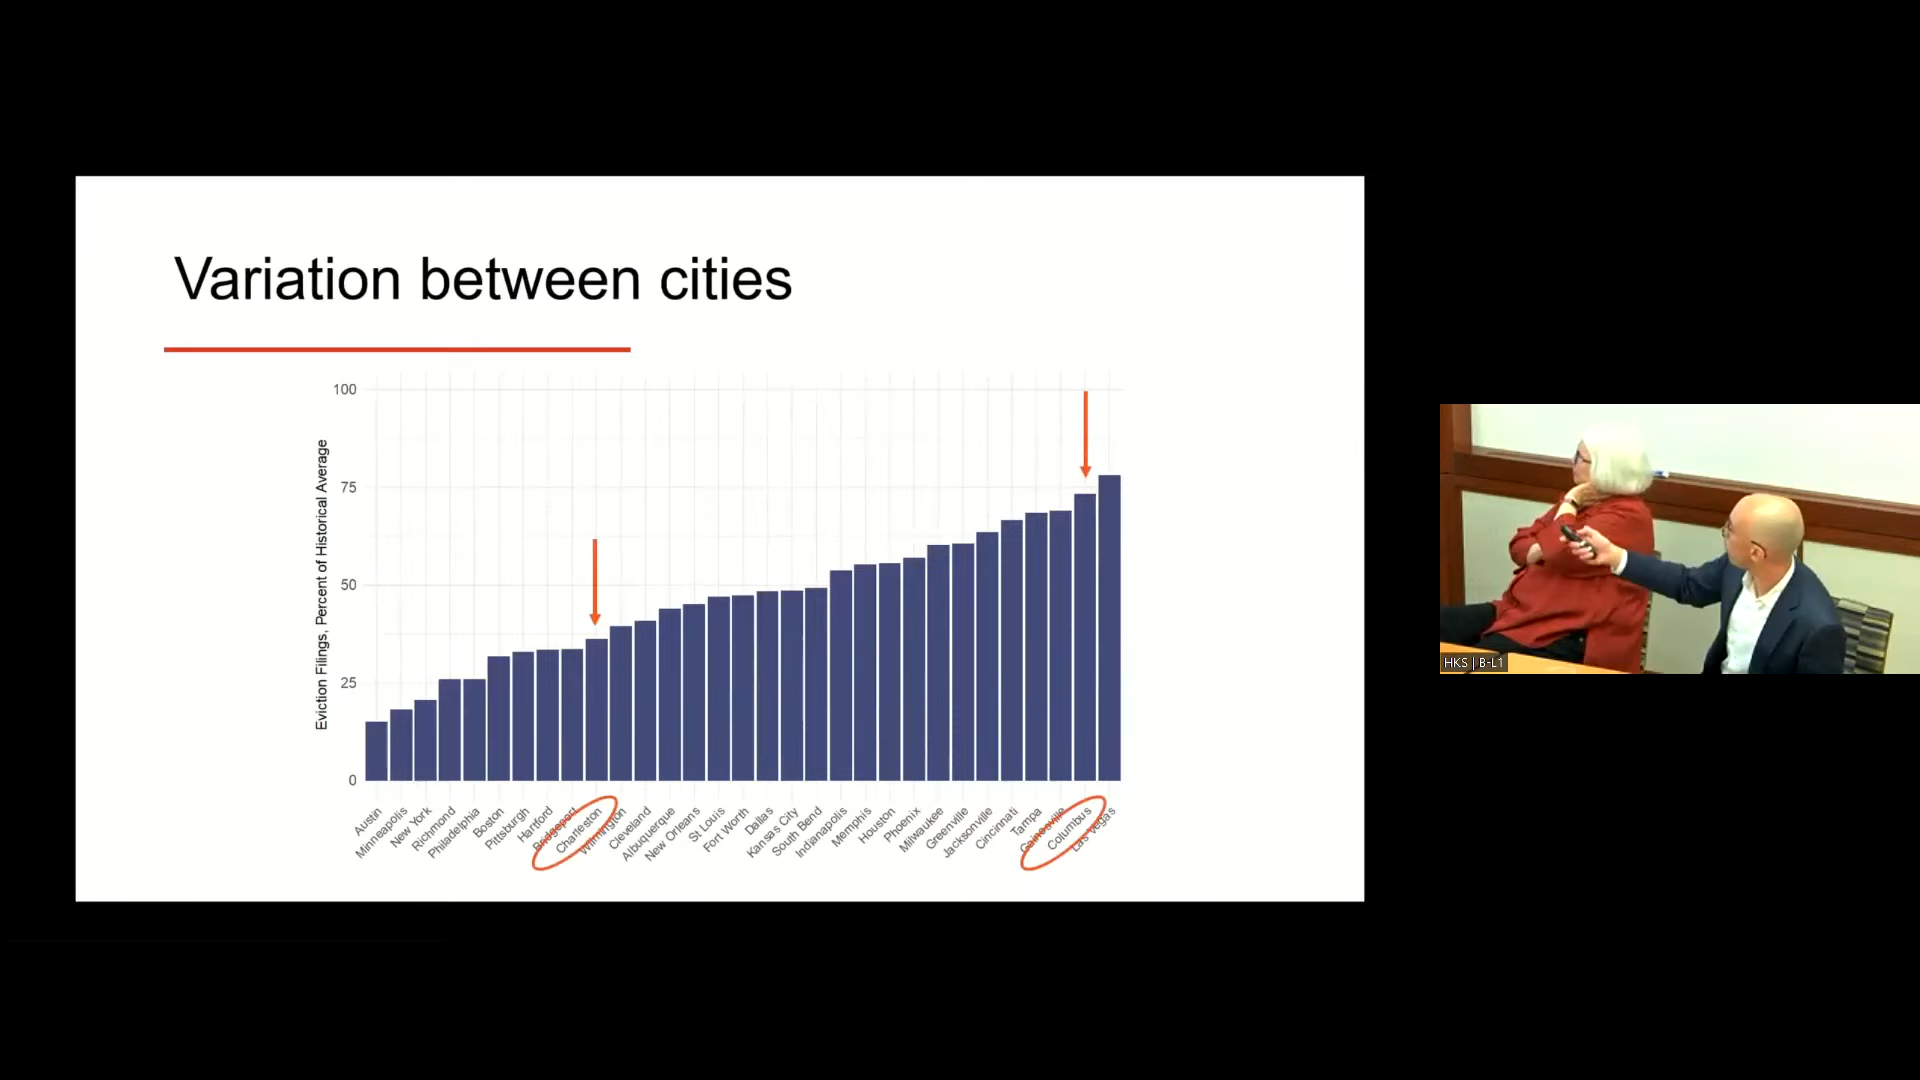 Variation between cities
Eviction Filings, Percent of Historical Average
100
75
50
25
0
Austin
Minneapolis
New York
Richmond
Philadelphia
Boston
Pittsburgh
Hartford
Bridgeport
Charleston
Wilmington
Cleveland
Albuquerque
New Orleans
St Louis
Fort Worth
Dallas
Kansas City
South Bend
Indianapolis
Memphis
Houston
Phoenix
Milwaukee
Greenville
Jacksonville
Cincinnati
Tampa
Gainesville
Columbus
Las Vegas
HKS | B-L1